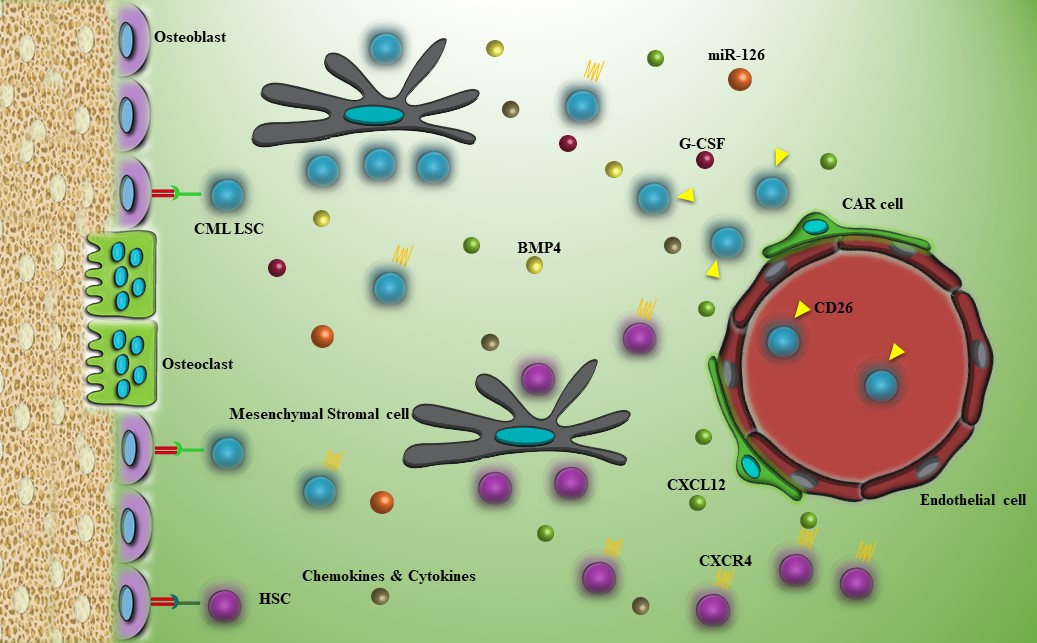 Osteoblast
miR-126
G-CSF
CAR cell
CML LSC
BMP4
CD26
Osteoclast
Mesenchymal Stromal cell
CXCL12
Endothelial cell
CXCR4
Chemokines & Cytokines
HSC